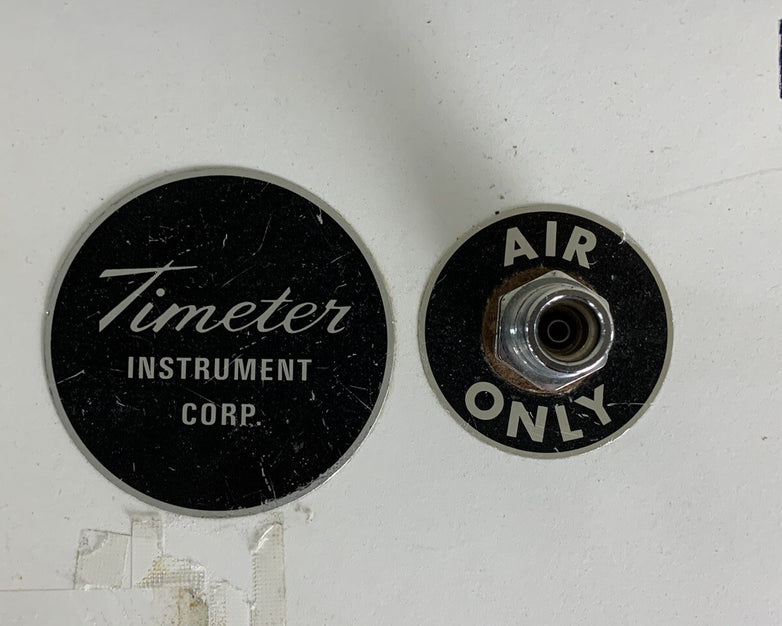 Timeter
INSTRUMENT
CORP.
AIR
ONLY